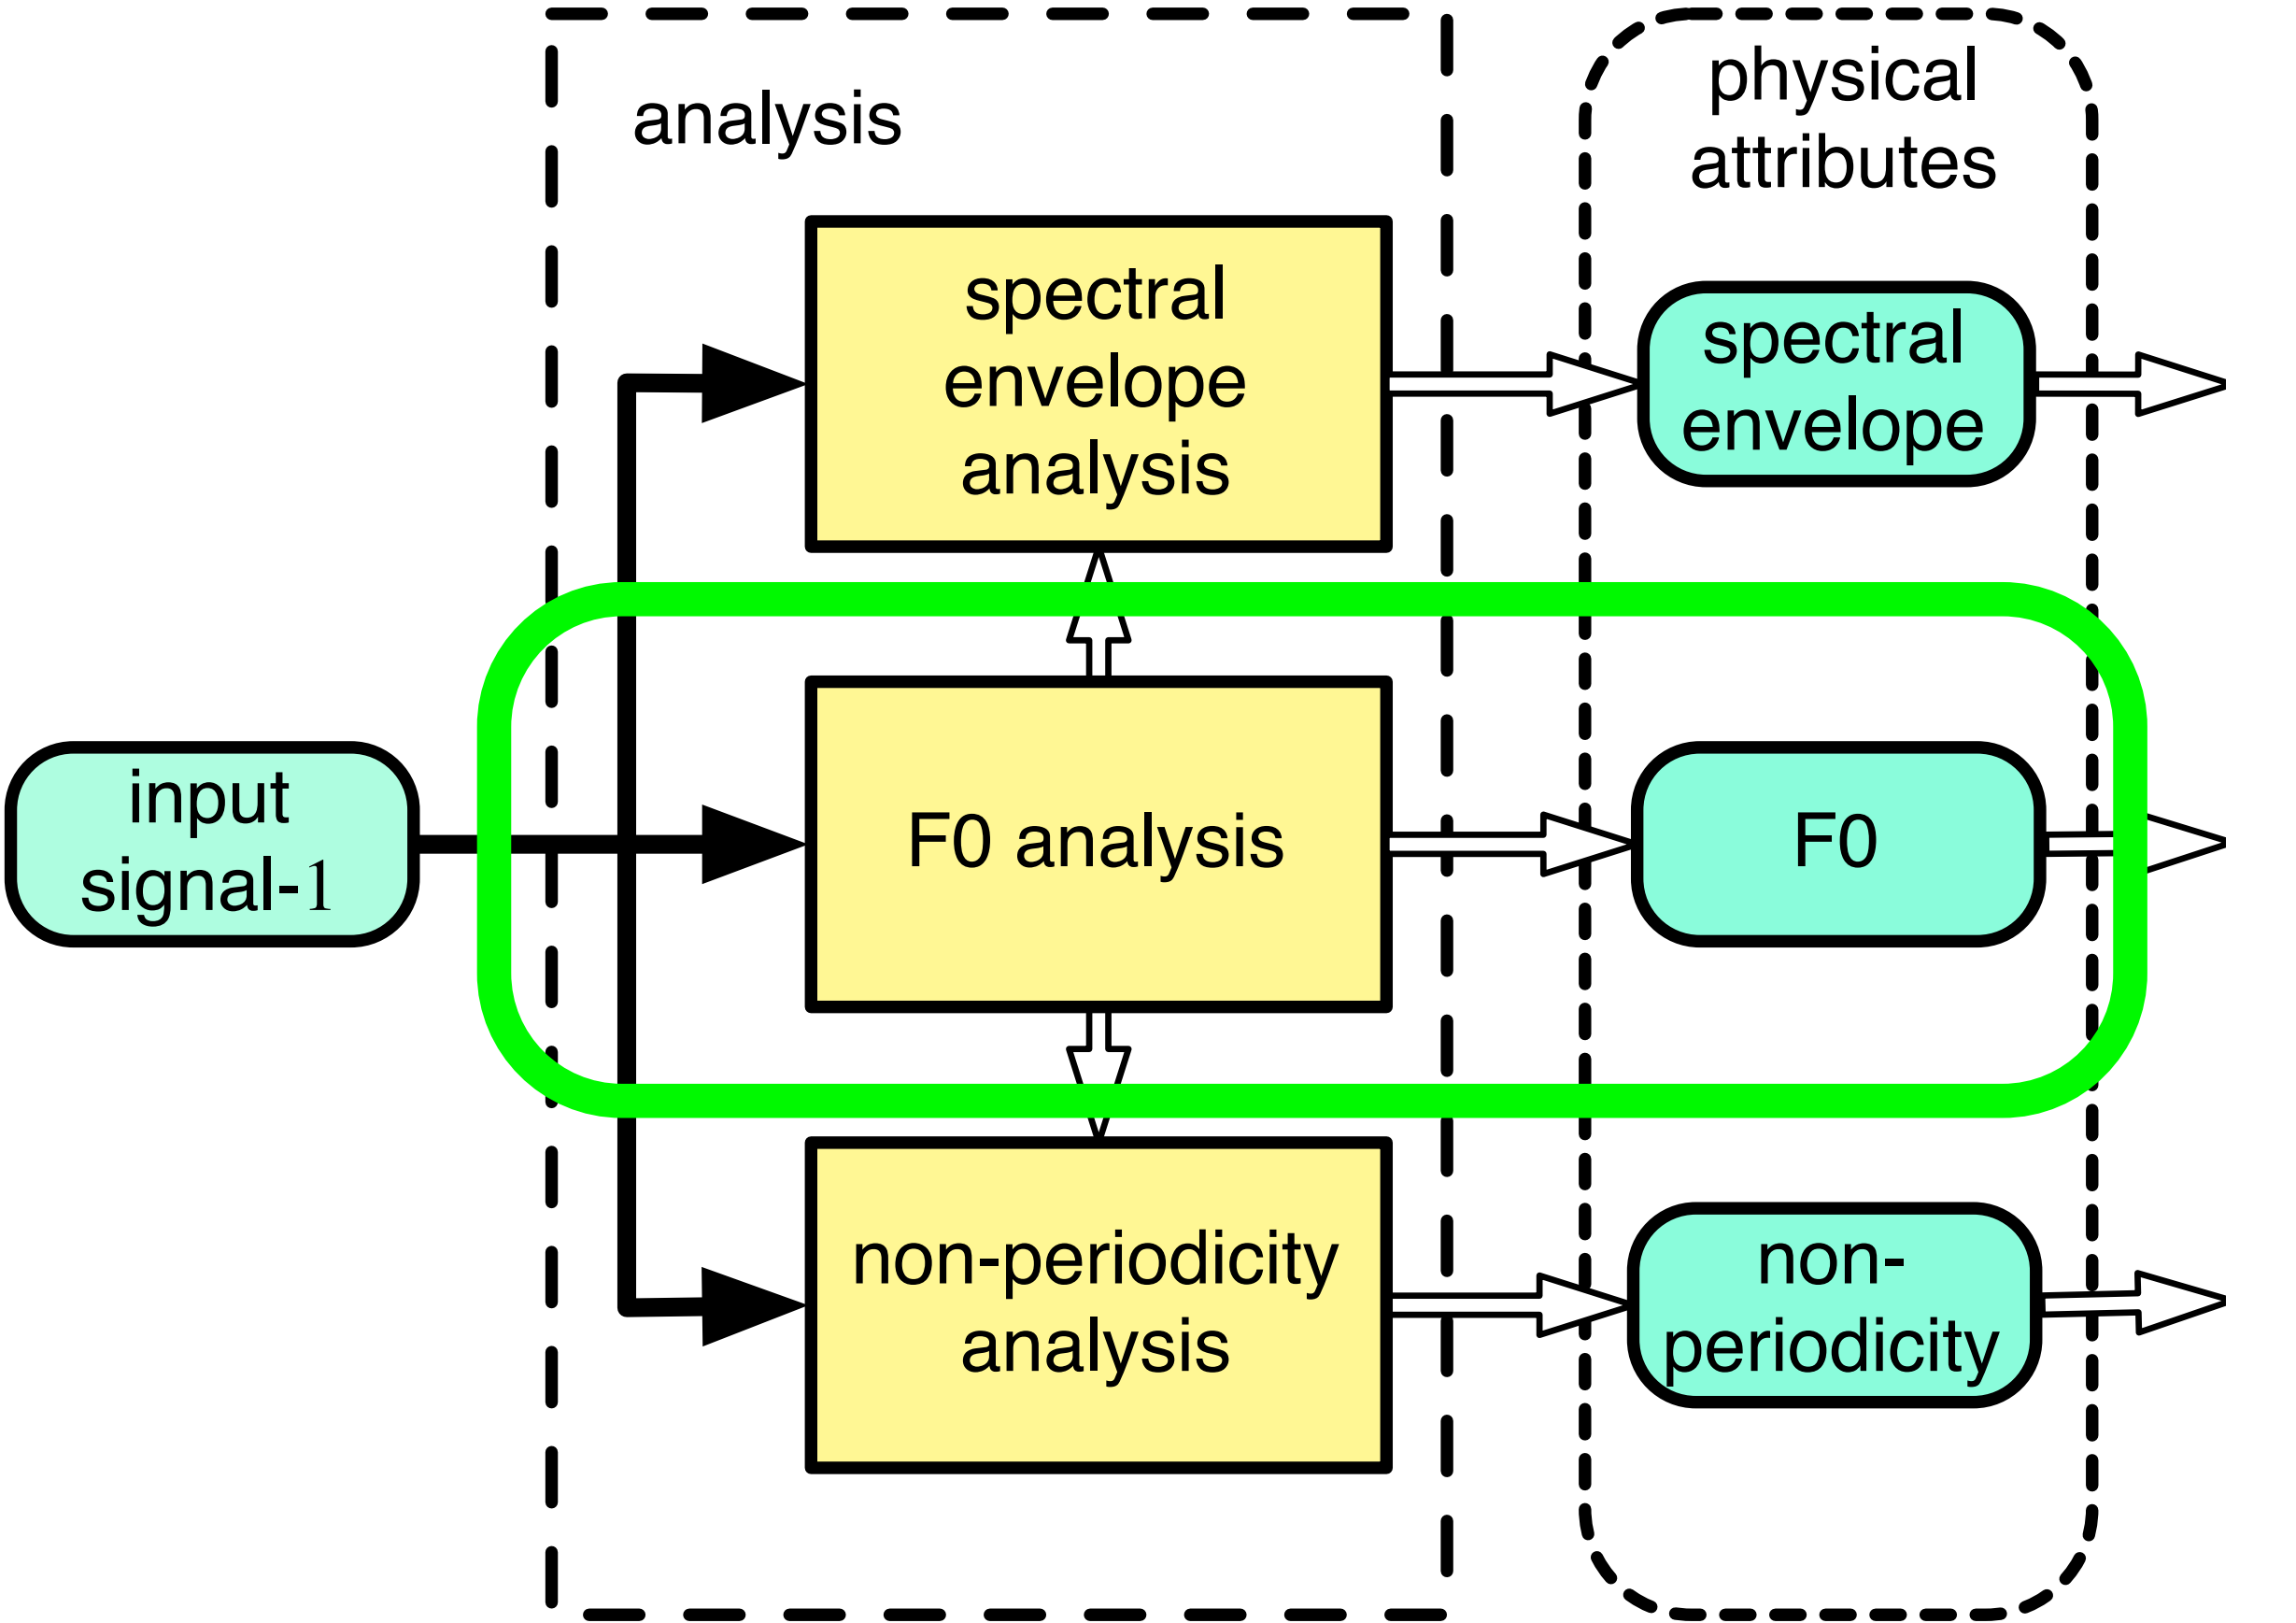 analysis
physical
attributes
spectral
envelope
analysis
spectral
envelope
input
signal-1
F0 analysis
F0
non-periodicity
analysis
non-
periodicity